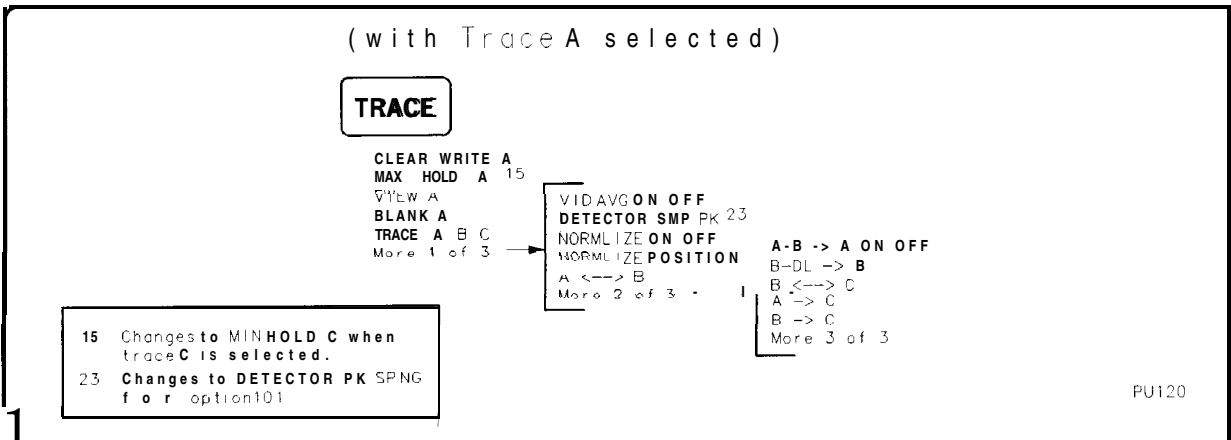 (with Trace A selected)
TRACE
CLEAR WRITE A
MAX HOLD A 15
VIEW A
BLANK A
TRACE A B C
More 1 of 3
VID AVG ON OFF
DETECTOR SMP PK 23
NORMLIZE ON OFF
NORMLIZE POSITION
A <--> B
More 2 of 3
A-B -> A ON OFF
B-DL -> B
B <--> C
A -> C
B -> C
More 3 of 3
15 Changes to MIN HOLD C when
trace C is selected.
23 Changes to DETECTOR PK SP NG
for option 101
PU120
1